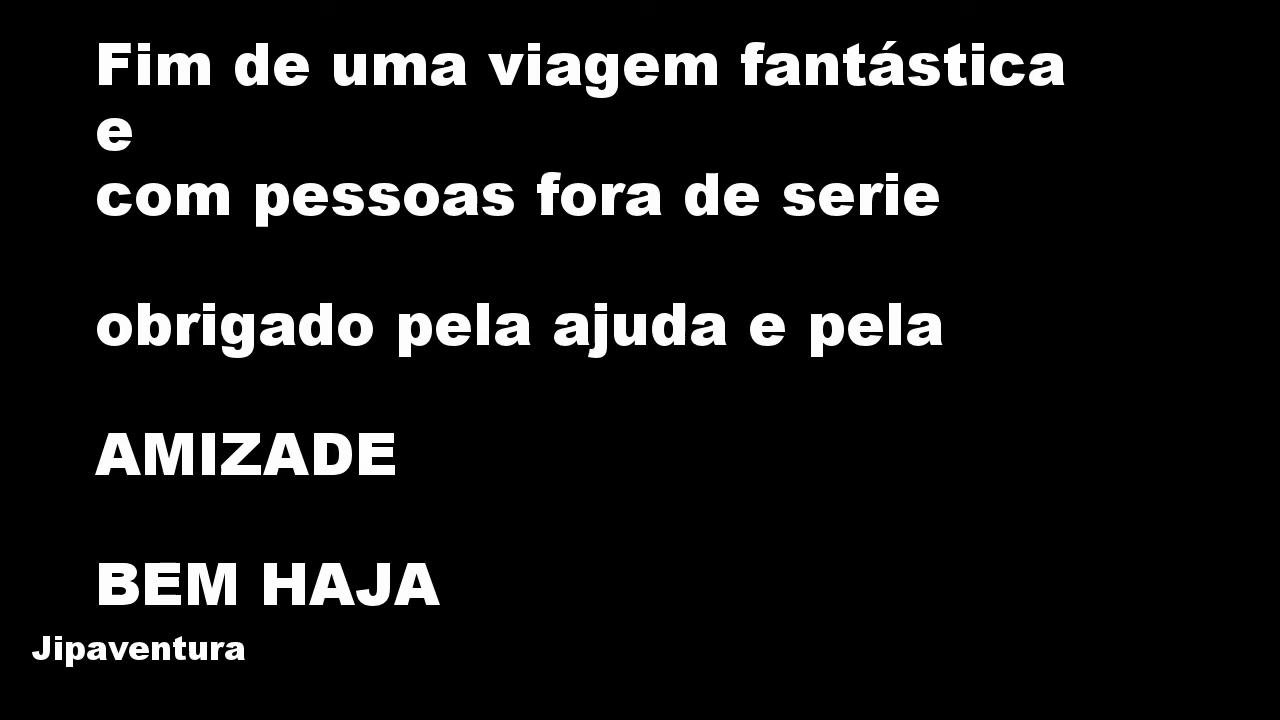 Fim de uma viagem fantástica
e
com pessoas fora de serie
obrigado pela ajuda e pela
AMIZADE
BEM HAJA
Jipaventura